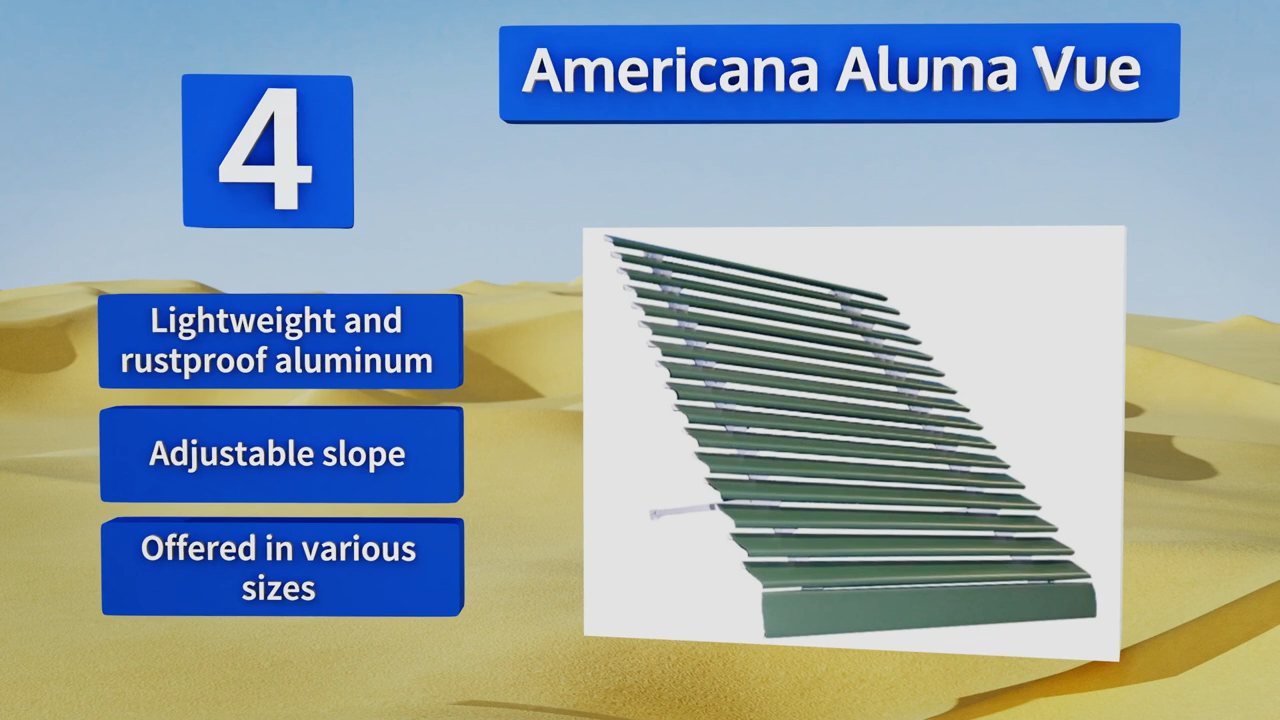 4
Americana Aluma Vue
Lightweight and
rustproof aluminum
Adjustable slope
Offered in various
sizes